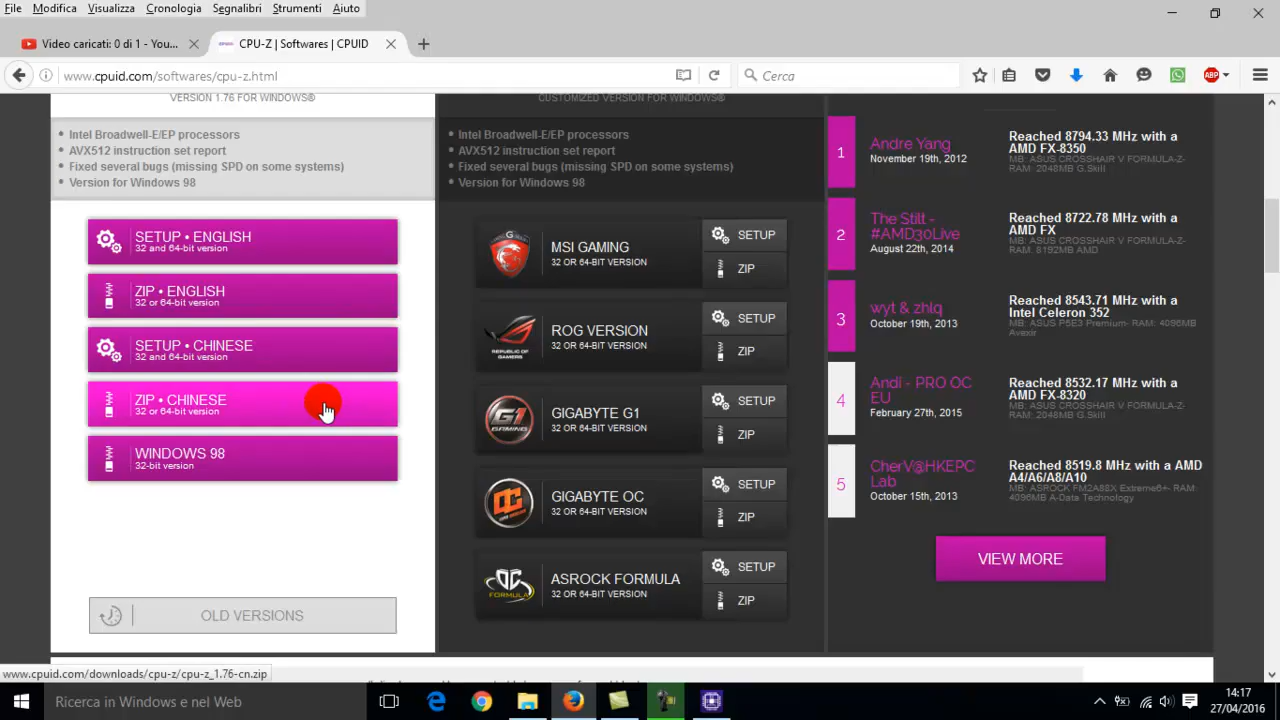 File Modifica Visualizza Cronologia Segnalibri Strumenti Aiuto
Video caricati: 0 di 1 - You...
CPU-Z | Softwares | CPUID
www.cpuid.com/softwares/cpu-z.html
Cerca
ABP
VERSION 1.76 FOR WINDOWS®
• Intel Broadwell-E/EP processors
• AVX512 instruction set report
• Fixed several bugs (missing SPD on some systems)
• Version for Windows 98
SETUP • ENGLISH
32 and 64-bit version
ZIP • ENGLISH
32 or 64-bit version
SETUP • CHINESE
32 and 64-bit version
ZIP • CHINESE
32 or 64-bit version
WINDOWS 98
32-bit version
OLD VERSIONS
CUSTOMIZED VERSION FOR WINDOWS®
• Intel Broadwell-E/EP processors
• AVX512 instruction set report
• Fixed several bugs (missing SPD on some systems)
• Version for Windows 98
MSI GAMING
32 OR 64-BIT VERSION
SETUP
ZIP
ROG VERSION
32 OR 64-BIT VERSION
SETUP
ZIP
REPUBLIC OF
GAMERS
GIGABYTE G1
32 OR 64-BIT VERSION
SETUP
ZIP
G1
GAMING
GIGABYTE OC
32 OR 64-BIT VERSION
SETUP
ZIP
ASROCK FORMULA
32 OR 64-BIT VERSION
SETUP
ZIP
OC
FORMULA
1
Andre Yang
November 19th, 2012
Reached 8794.33 MHz with a
AMD FX-8350
MB: ASUS CROSSHAIR V FORMULA-Z-
RAM: 2048MB G.Skill
2
The Stilt -
#AMD30Live
August 22th, 2014
Reached 8722.78 MHz with a
AMD FX
MB: ASUS CROSSHAIR V FORMULA-Z-
RAM: 8192MB AMD
3
wyt & zhlq
October 19th, 2013
Reached 8543.71 MHz with a
Intel Celeron 352
MB: ASUS P5E3 Premium- RAM: 4096MB
Avexir
4
Andi - PRO OC
EU
February 27th, 2015
Reached 8532.17 MHz with a
AMD FX-8320
MB: ASUS CROSSHAIR V FORMULA-Z-
RAM: 2048MB G.Skill
5
CherV@HKEPC
Lab
October 15th, 2013
Reached 8519.8 MHz with a AMD
A4/A6/A8/A10
MB: ASROCK FM2A88X Extreme6+- RAM:
4096MB A-Data Technology
VIEW MORE
www.cpuid.com/downloads/cpu-z/cpu-z_1.76-cn.zip
Ricerca in Windows e nel Web
14:17
27/04/2016